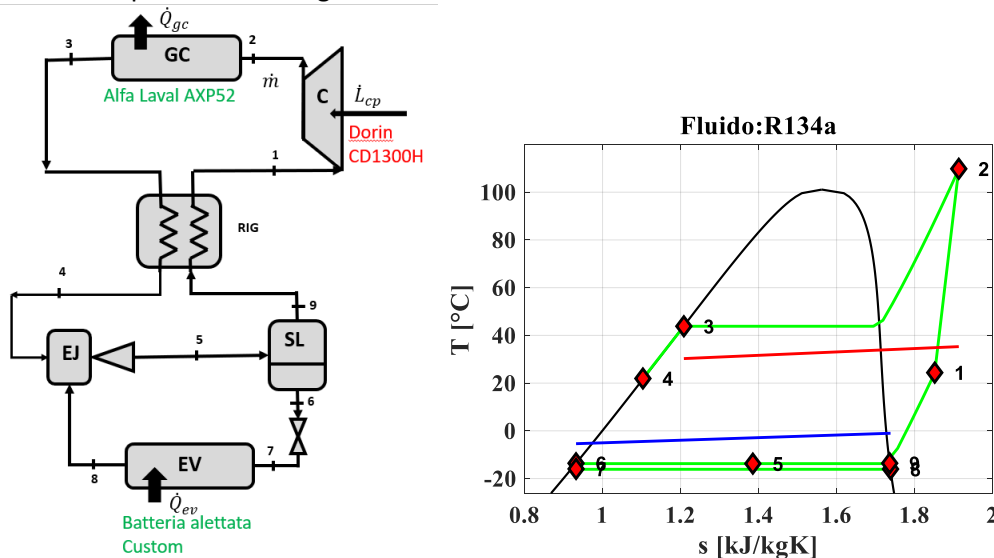 Q̇gc
3
GC
2
Alfa Laval AXP52
ṁ
C
L̇cp
Dorin
CD1300H
1
RIG
4
9
EJ
5
SL
6
EV
7
8
Q̇ev
Batteria alettata
Custom
Fluido:R134a
T [°C]
100
80
60
40
20
0
-20
2
3
4
1
6
5
9
7
8
0.8
1
1.2
1.4
1.6
1.8
2
s [kJ/kgK]